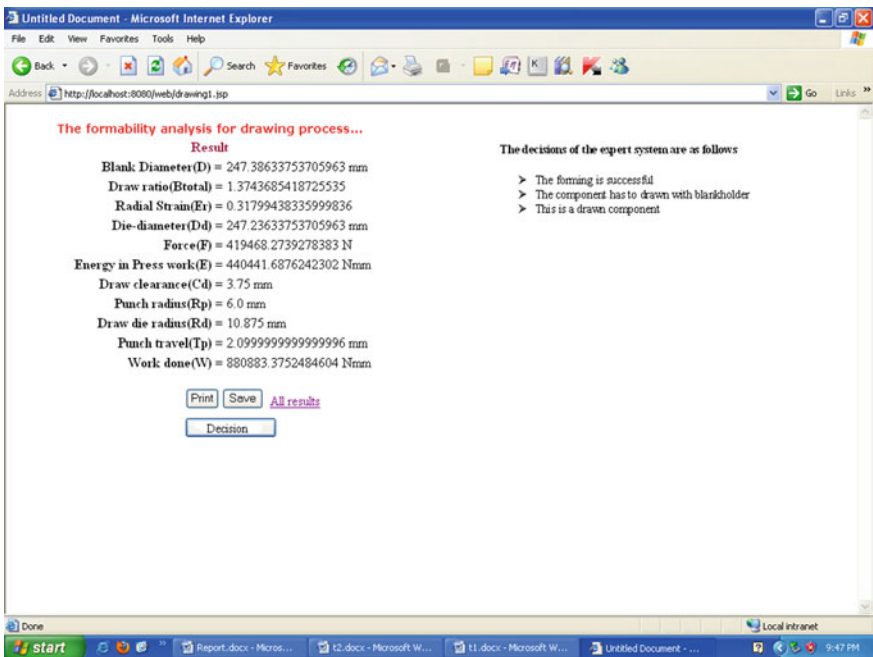 Untitled Document - Microsoft Internet Explorer
File Edit View Favorites Tools Help
Back Search Favorites
Address http://localhost:8080/web/drawing1.jsp Go Links »
The formability analysis for drawing process...
Result
Blank Diameter(D) = 247.38633753705963 mm
Draw ratio(Btotal) = 1.3743685418725535
Radial Strain(Er) = 0.31799438335999836
Die-diameter(Dd) = 247.23633753705963 mm
Force(F) = 419468.2739278383 N
Energy in Press work(E) = 440441.6876242302 Nmm
Draw clearance(Cd) = 3.75 mm
Punch radius(Rp) = 6.0 mm
Draw die radius(Rd) = 10.875 mm
Punch travel(Tp) = 2.0999999999999996 mm
Work done(W) = 880883.3752484604 Nmm
Print Save All results
Decision
The decisions of the expert system are as follows
➤ The forming is successful
➤ The component has to drawn with blankholder
➤ This is a drawn component
Done Local intranet
start » Report.docx - Micros... t2.docx - Microsoft W... t1.docx - Microsoft W... Untitled Document - ... 9:47 PM